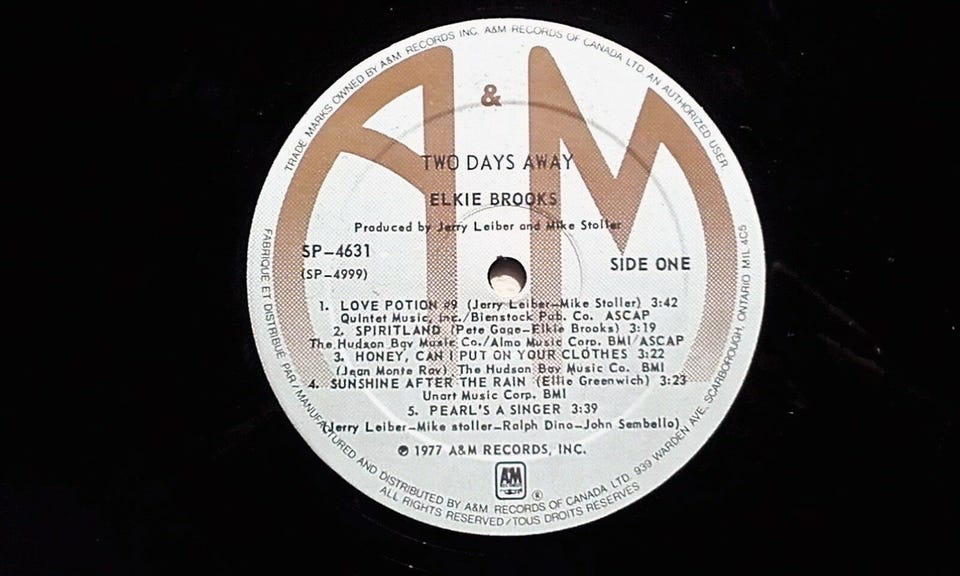 TRADE MARKS OWNED BY A&M RECORDS INC. A&M RECORDS OF CANADA LTD AN AUTHORIZED USER.
A&M
TWO DAYS AWAY
ELKIE BROOKS
Produced by Jerry Leiber and Mike Stoller
SP-4631
(SP-4999)
SIDE ONE
1. LOVE POTION #9 (Jerry Leiber-Mike Stoller) 3:42
Quintet Music, Inc./Bienstock Pub. Co. ASCAP
2. SPIRITLAND (Pete Gage-Elkie Brooks) 3:19
The Hudson Bay Music Co./Almo Music Corp. BMI/ASCAP
3. HONEY, CAN I PUT ON YOUR CLOTHES 3:22
(Jean Monte Ray) The Hudson Bay Music Co. BMI
4. SUNSHINE AFTER THE RAIN (Ellie Greenwich) 3:23
Unart Music Corp. BMI
5. PEARL'S A SINGER 3:39
(Jerry Leiber-Mike stoller-Ralph Dino-John Sembello)
℗ 1977 A&M RECORDS, INC.
A&M
®
FABRIQUE ET DISTRIBUE PAR/MANUFACTURED AND DISTRIBUTED BY A&M RECORDS OF CANADA LTD. 939 WARDEN AVE. SCARBOROUGH, ONTARIO M1L 4C5
ALL RIGHTS RESERVED/TOUS DROITS RESERVÉS